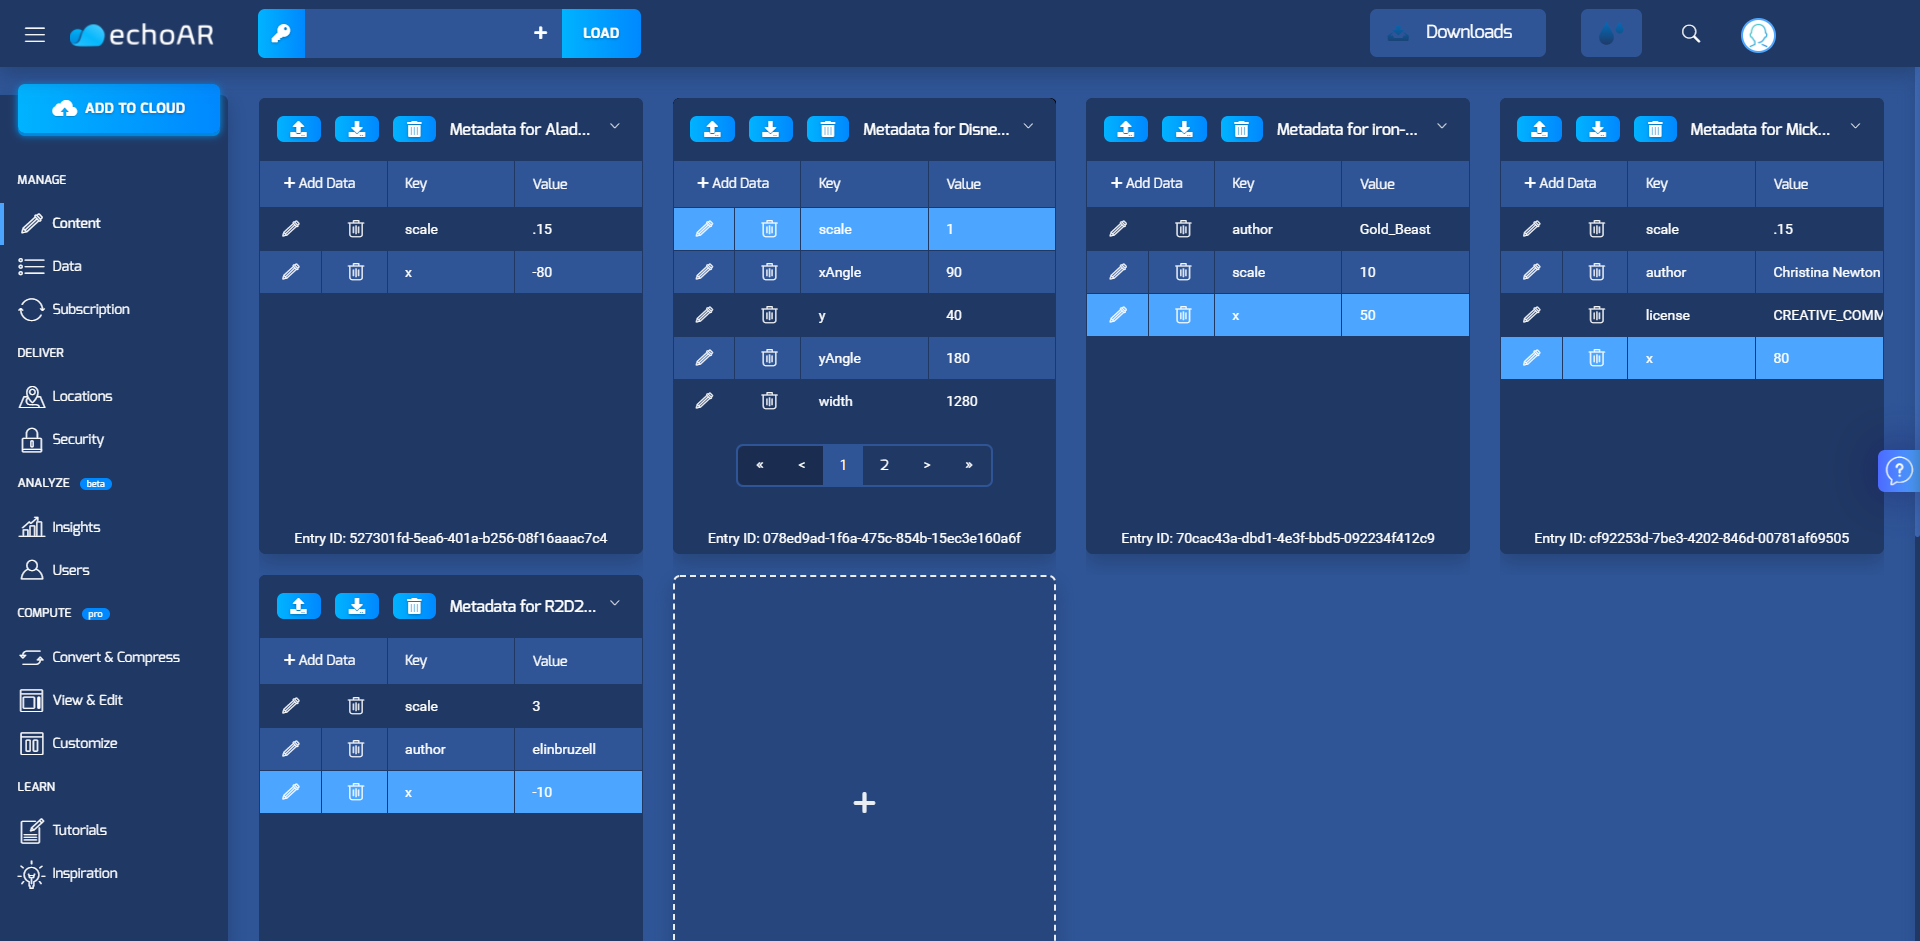 echoAR
LOAD
Downloads
ADD TO CLOUD
MANAGE
Content
Data
Subscription
DELIVER
Locations
Security
ANALYZE beta
Insights
Users
COMPUTE pro
Convert & Compress
View & Edit
Customize
LEARN
Tutorials
Inspiration
Metadata for Alad...
+ Add Data Key Value
scale .15
x -80
Entry ID: 527301fd-5ea6-401a-b256-08f16aaac7c4
Metadata for Disne...
+ Add Data Key Value
scale 1
xAngle 90
y 40
yAngle 180
width 1280
« < 1 2 > »
Entry ID: 078ed9ad-1f6a-475c-854b-15ec3e160a6f
Metadata for iron-...
+ Add Data Key Value
author Gold_Beast
scale 10
x 50
Entry ID: 70cac43a-dbd1-4e3f-bbd5-092234f412c9
Metadata for Mick...
+ Add Data Key Value
scale .15
author Christina Newton
license CREATIVE_COMM
x 80
Entry ID: cf92253d-7be3-4202-846d-00781af69505
Metadata for R2D2...
+ Add Data Key Value
scale 3
author elinbruzell
x -10